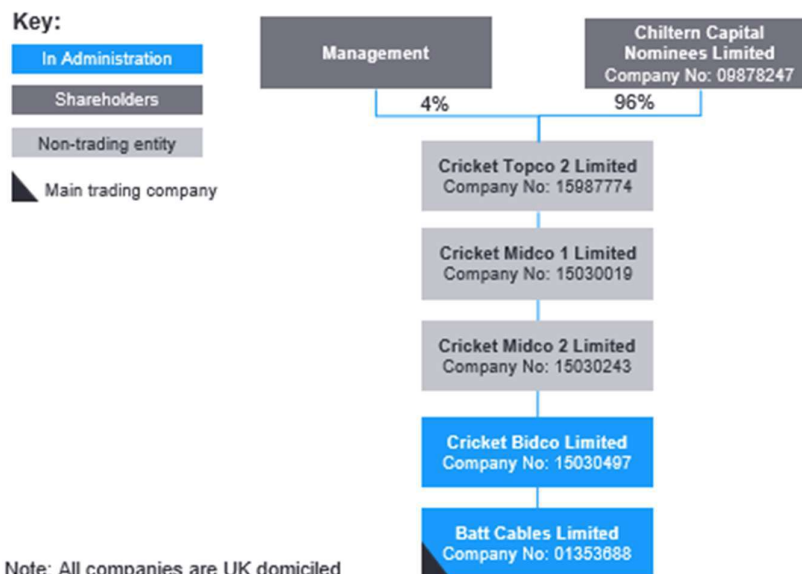 Key:
In Administration
Shareholders
Non-trading entity
Main trading company
Management
Chiltern Capital
Nominees Limited
Company No: 09878247
4%
96%
Cricket Topco 2 Limited
Company No: 15987774
Cricket Midco 1 Limited
Company No: 15030019
Cricket Midco 2 Limited
Company No: 15030243
Cricket Bidco Limited
Company No: 15030497
Batt Cables Limited
Company No: 01353688
Note: All companies are UK domiciled